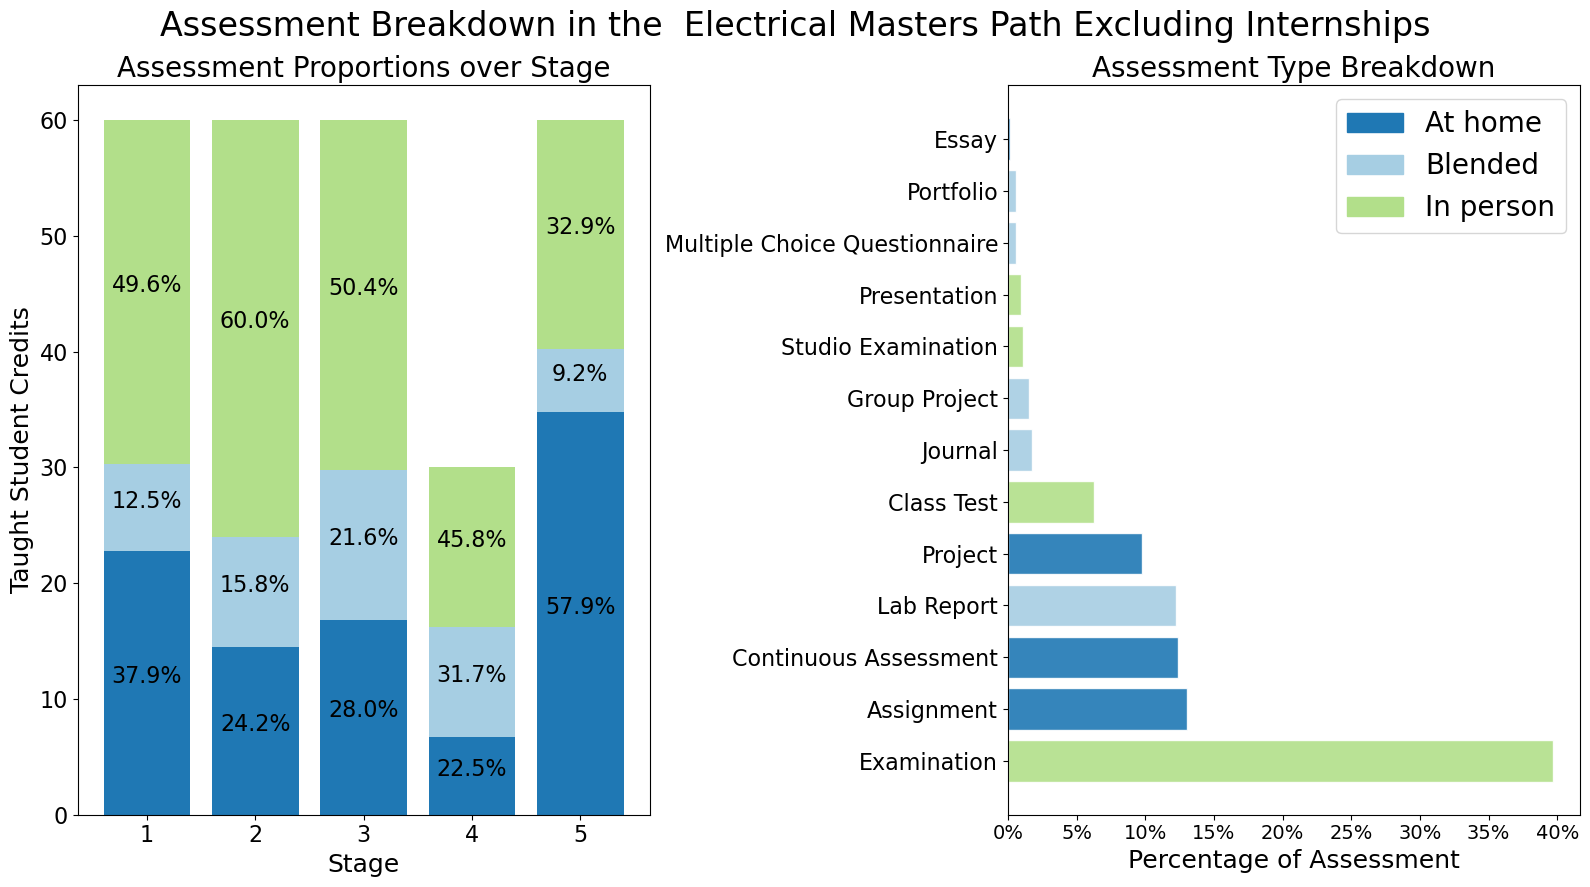 Assessment Breakdown in the  Electrical Masters Path Excluding Internships
Assessment Proportions over Stage
Taught Student Credits
60
50
40
30
20
10
0
49.6%
12.5%
37.9%
60.0%
15.8%
24.2%
50.4%
21.6%
28.0%
45.8%
31.7%
22.5%
32.9%
9.2%
57.9%
1 2 3 4 5
Stage
Assessment Type Breakdown
At home
Blended
In person
Essay
Portfolio
Multiple Choice Questionnaire
Presentation
Studio Examination
Group Project
Journal
Class Test
Project
Lab Report
Continuous Assessment
Assignment
Examination
0% 5% 10% 15% 20% 25% 30% 35% 40%
Percentage of Assessment